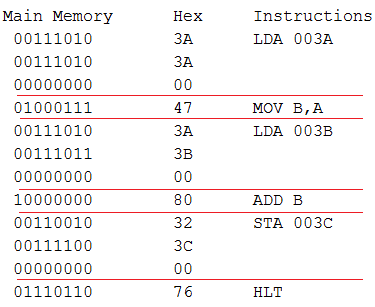 Main Memory Hex Instructions
00111010 3A LDA 003A
00111010 3A
00000000 00
01000111 47 MOV B,A
00111010 3A LDA 003B
00111011 3B
00000000 00
10000000 80 ADD B
00110010 32 STA 003C
00111100 3C
00000000 00
01110110 76 HLT